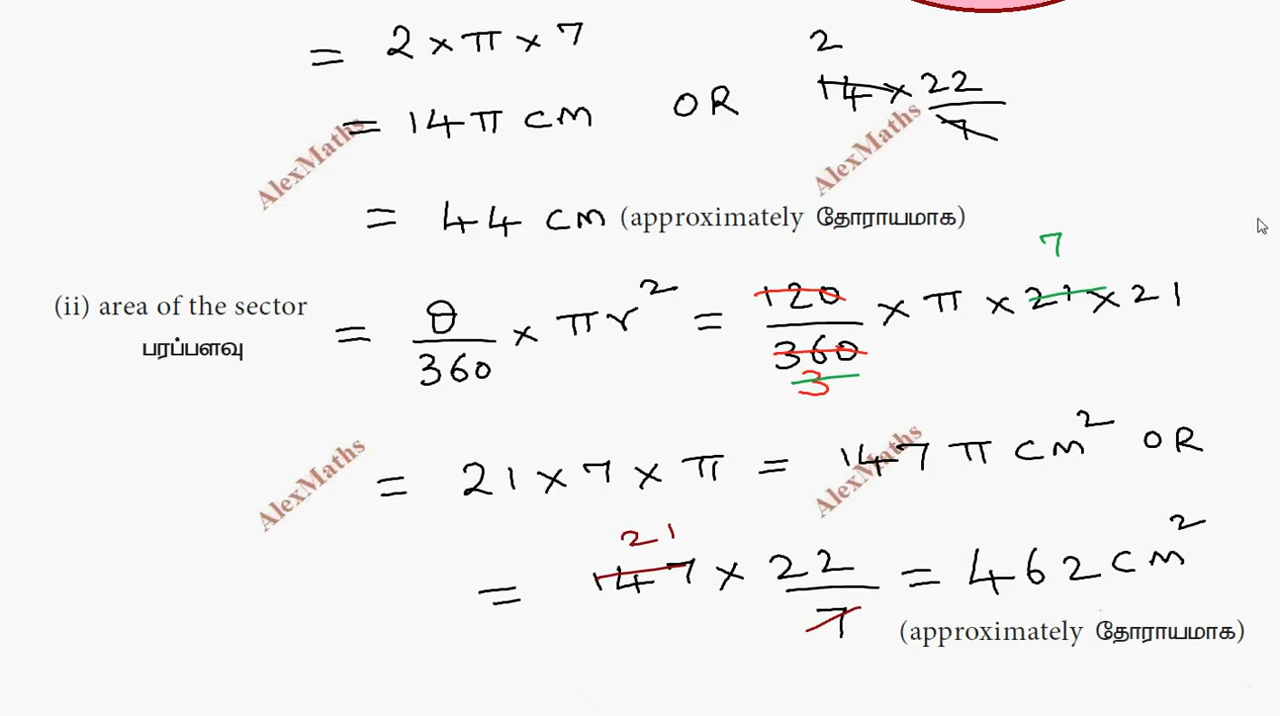 = 2 × π × 7
2
= 14π cm OR 14 × 22/7
AlexMaths AlexMaths
= 44 cm (approximately தோராயமாக)
7
(ii) area of the sector = θ/360 × πr² = 120/360 × π × 21 × 21
பரப்பளவு
3
= 21 × 7 × π = 147 π cm² OR
AlexMaths AlexMaths
21
= 147 × 22/7 = 462 cm²
(approximately தோராயமாக)